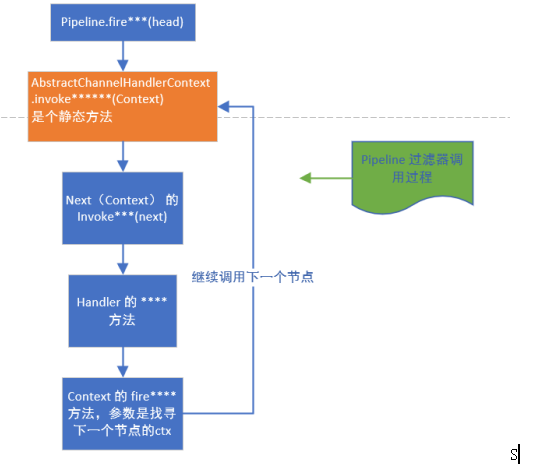 Pipeline.fire***(head)
AbstractChannelHandlerContext
.invoke******(Context)
是个静态方法
Next（Context） 的
Invoke***(next)
Pipeline 过滤器调
用过程
继续调用下一个节点
Handler 的 ****
方法
Context 的 fire****
方法，参数是找寻
下一个节点的ctx
S